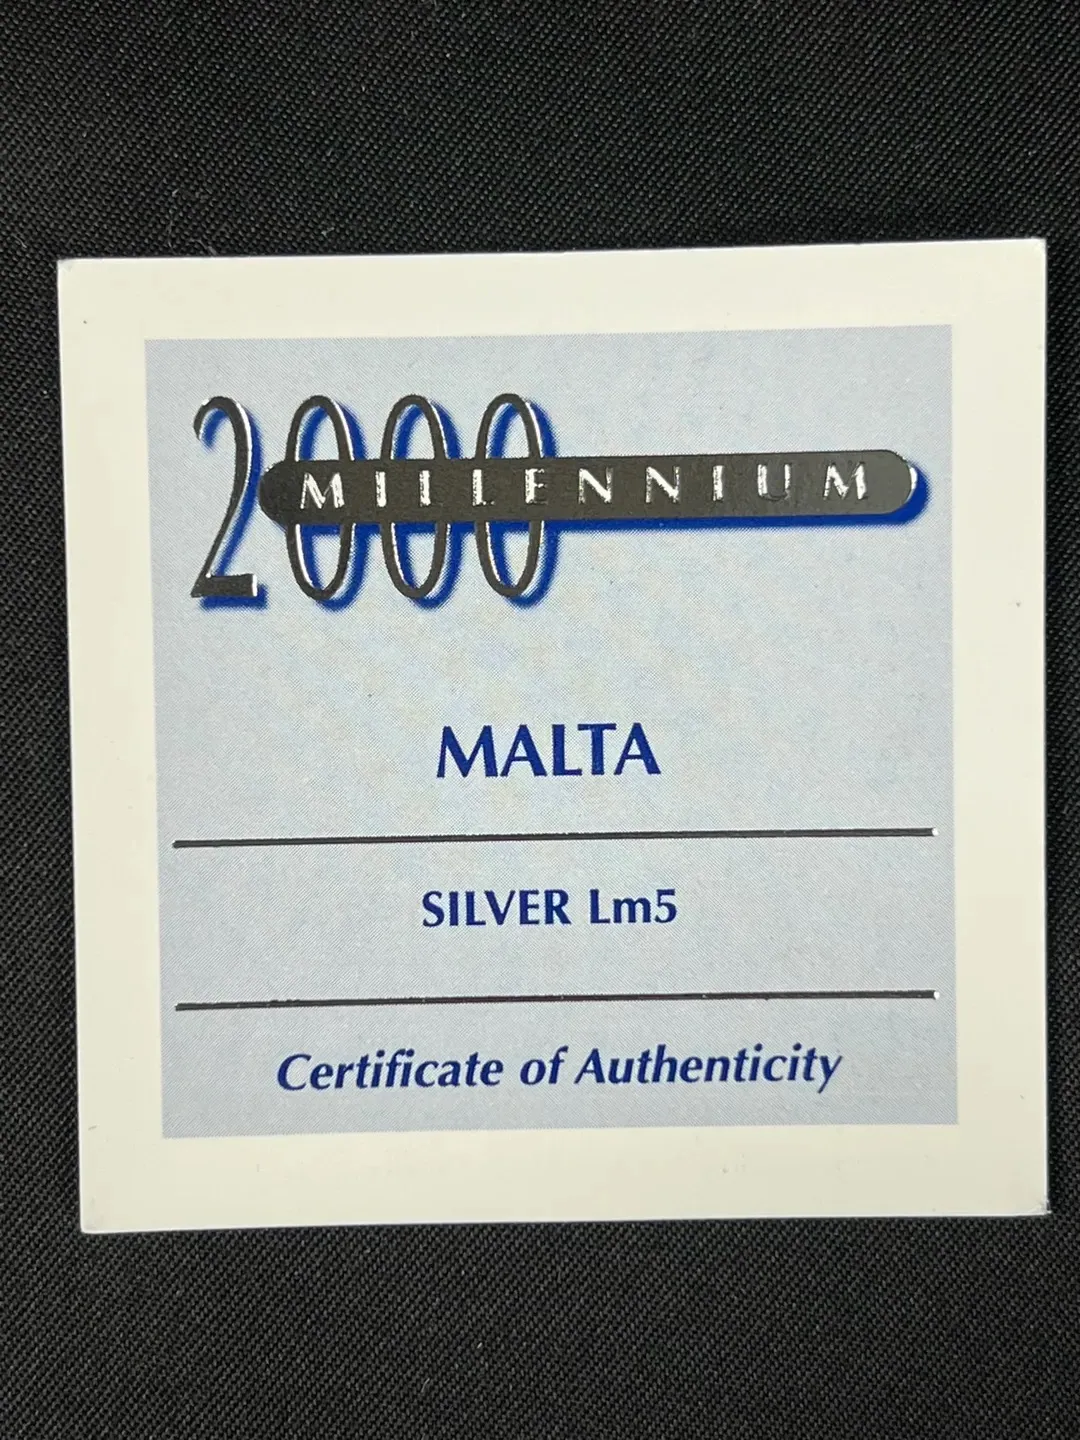 2000
MILLENNIUM
MALTA
SILVER Lm5
Certificate of Authenticity